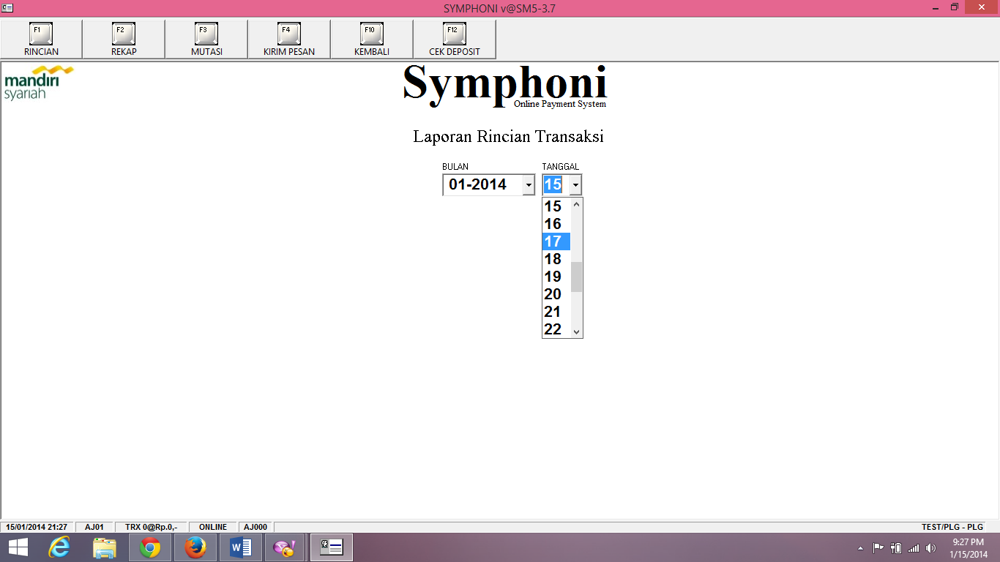 SYMPHONI v@SM5-3.7
F1 F2 F3 F4 F10 F12
RINCIAN REKAP MUTASI KIRIM PESAN KEMBALI CEK DEPOSIT
mandiri
syariah
Symphoni
Online Payment System
Laporan Rincian Transaksi
BULAN TANGGAL
01-2014 15
15
16
17
18
19
20
21
22
15/01/2014 21:27 AJ01 TRX 0@Rp.0,- ONLINE AJ000 TEST/PLG - PLG
9:27 PM
1/15/2014